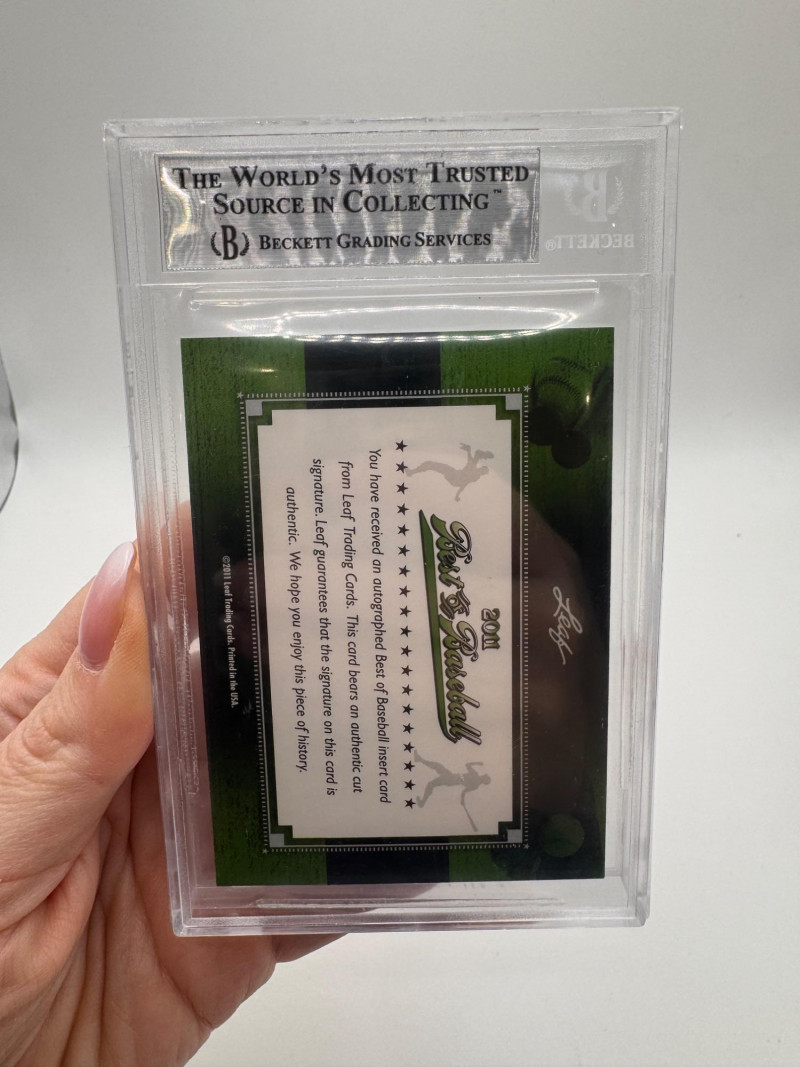 THE WORLD'S MOST TRUSTED
SOURCE IN COLLECTING™
(B) BECKETT GRADING SERVICES
B
BECKETT®
Leaf
2011
Best of Baseball
You have received an autographed Best of Baseball insert card
from Leaf Trading Cards. This card bears an authentic cut
signature. Leaf guarantees that the signature on this card is
authentic. We hope you enjoy this piece of history.
©2011 Leaf Trading Cards. Printed in the USA.